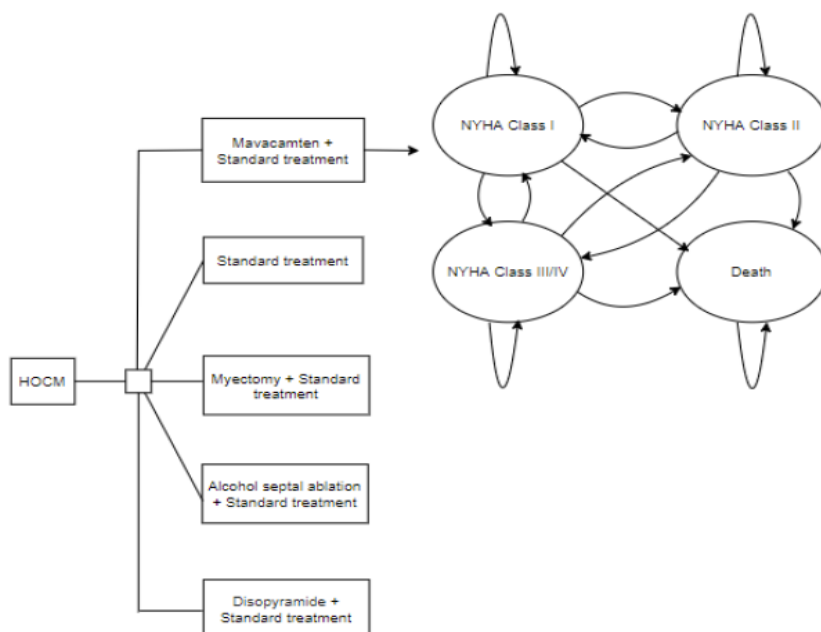 NYHA Class I
NYHA Class II
Mavacamten +
Standard treatment
Standard treatment
NYHA Class III/IV
Death
HOCM
Myectomy + Standard
treatment
Alcohol septal ablation
+ Standard treatment
Disopyramide +
Standard treatment